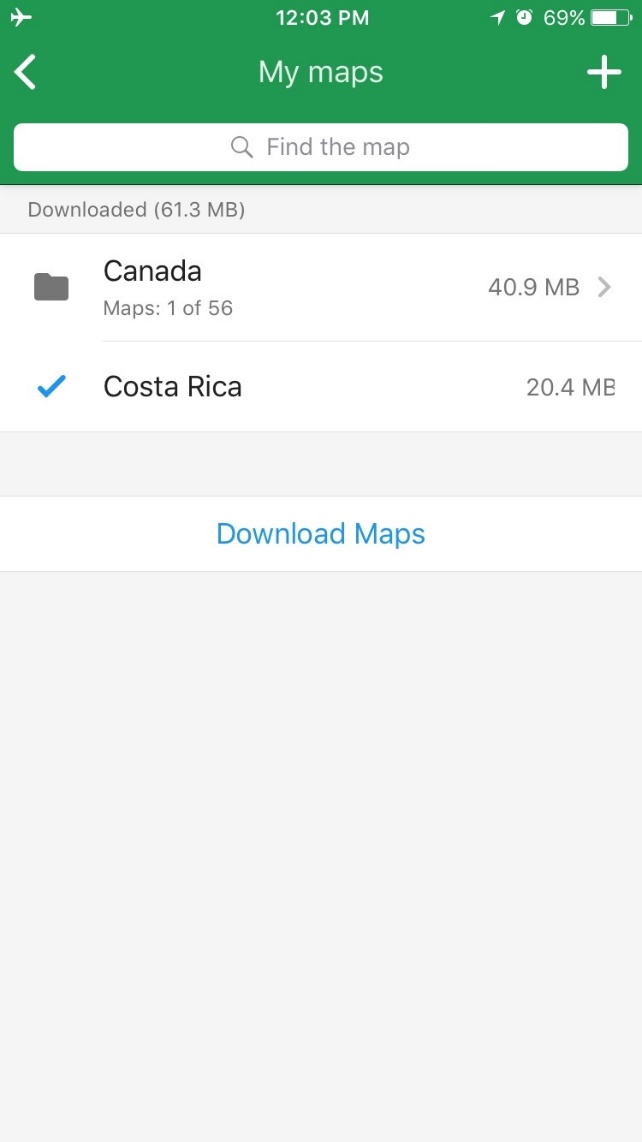 12:03 PM
69%
My maps
Find the map
Downloaded (61.3 MB)
Canada
Maps: 1 of 56
40.9 MB
Costa Rica
20.4 MB
Download Maps